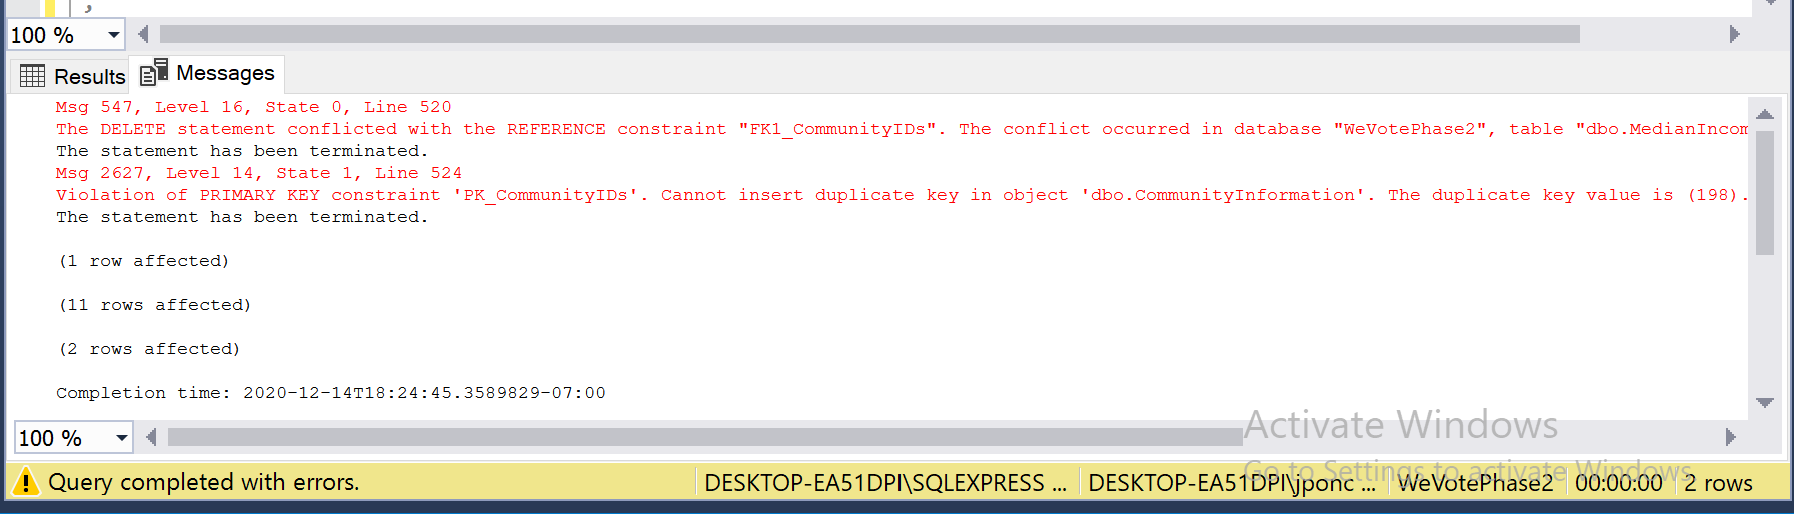 ;
100 %
Results
Messages
Msg 547, Level 16, State 0, Line 520
The DELETE statement conflicted with the REFERENCE constraint "FK1_CommunityIDs". The conflict occurred in database "WeVotePhase2", table "dbo.MedianIncom
The statement has been terminated.
Msg 2627, Level 14, State 1, Line 524
Violation of PRIMARY KEY constraint 'PK_CommunityIDs'. Cannot insert duplicate key in object 'dbo.CommunityInformation'. The duplicate key value is (198).
The statement has been terminated.
(1 row affected)
(11 rows affected)
(2 rows affected)
Completion time: 2020-12-14T18:24:45.3589829-07:00
100 %
Activate Windows
Go to Settings to activate Windows.
Query completed with errors.
DESKTOP-EA51DPI\SQLEXPRESS ...
DESKTOP-EA51DPI\jponc ...
WeVotePhase2
00:00:00
2 rows